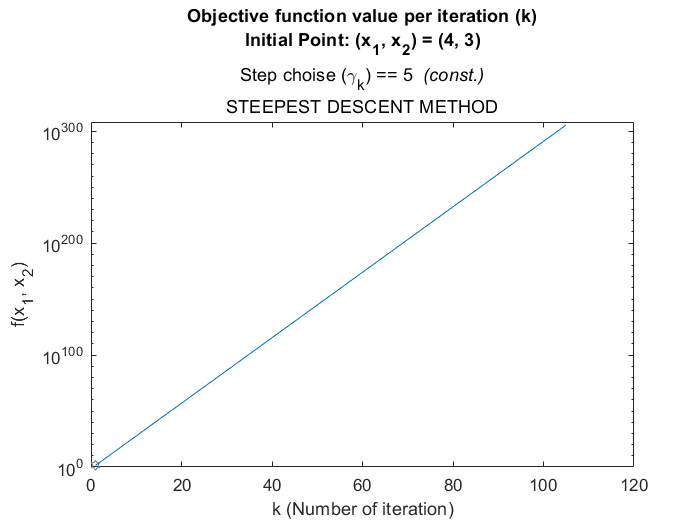 Objective function value per iteration (k)
Initial Point: (x₁, x₂) = (4, 3)
Step choise (γₖ) == 5 (const.)
STEEPEST DESCENT METHOD
10³⁰⁰
10²⁰⁰
10¹⁰⁰
10⁰
f(x₁, x₂)
0 20 40 60 80 100 120
k (Number of iteration)